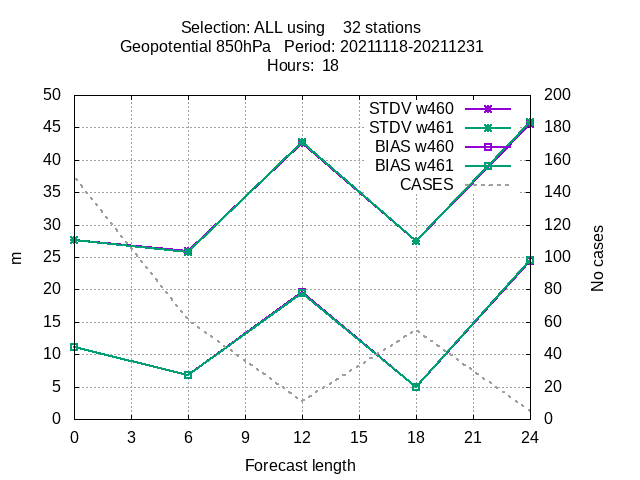 Selection: ALL using    32 stations
Geopotential 850hPa   Period: 20211118-20211231
Hours:  18
50 200
45 180
40 160
35 140
30 120
25 100
20 80
15 60
10 40
5 20
0 0
STDV w460
STDV w461
BIAS w460
BIAS w461
CASES
m
No cases
0 3 6 9 12 15 18 21 24
Forecast length